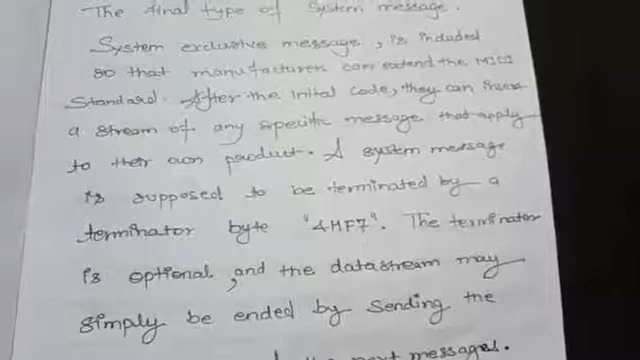 The final type of System message.
System exclusive message, is included
so that manufacturer can extend the MIDI
Standard. After the inital code, they can insert
a stream of any specific message that apply
to their own product. A system message
is supposed to be terminated by a
terminator byte "&HF7". The terminator
is optional, and the datastream may
simply be ended by sending the
next messages.